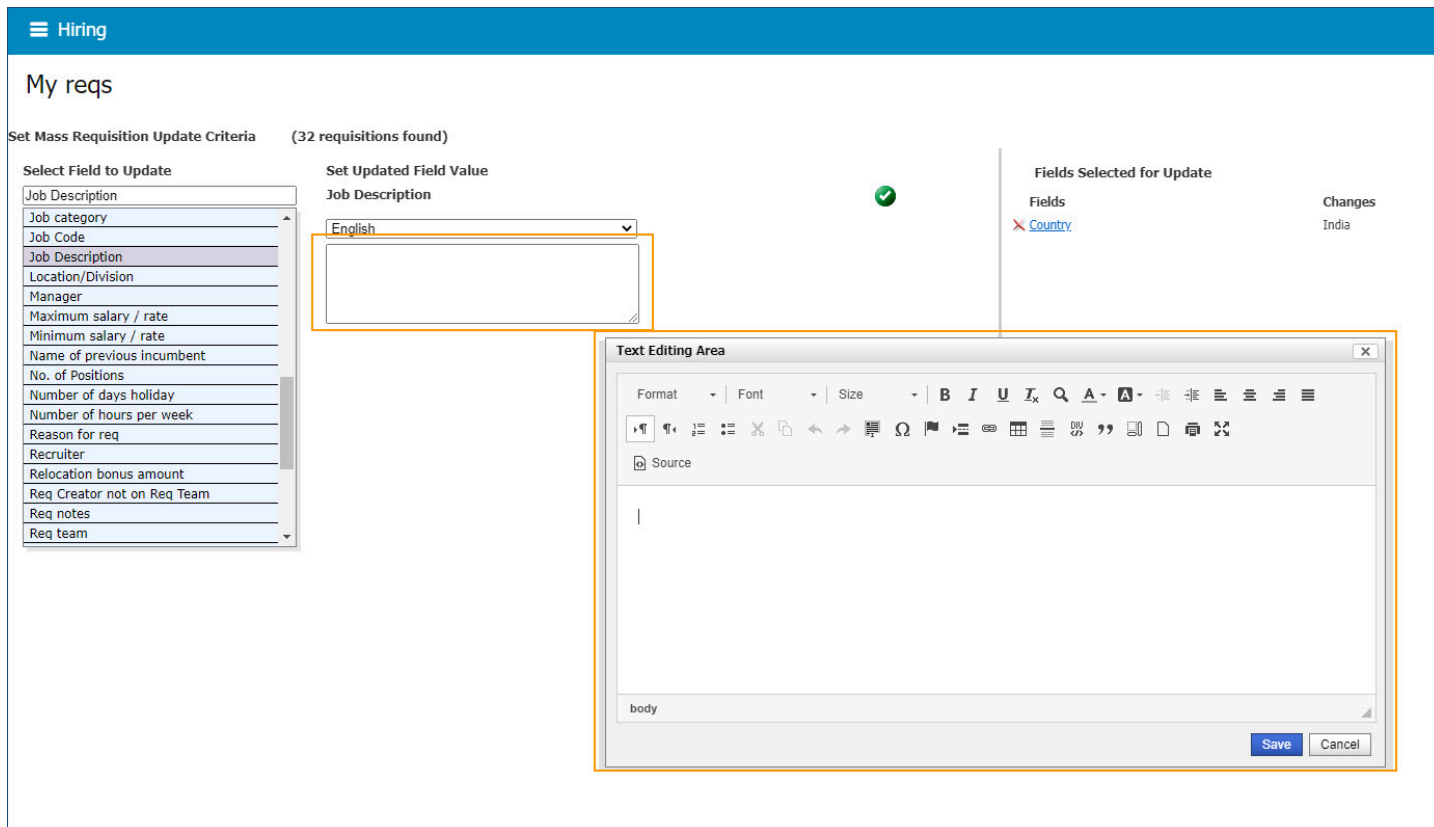 Hiring
My reqs
Set Mass Requisition Update Criteria (32 requisitions found)
Select Field to Update
Job Description
Job category
Job Code
Job Description
Location/Division
Manager
Maximum salary / rate
Minimum salary / rate
Name of previous incumbent
No. of Positions
Number of days holiday
Number of hours per week
Reason for req
Recruiter
Relocation bonus amount
Req Creator not on Req Team
Req notes
Req team
Set Updated Field Value
Job Description
English
Fields Selected for Update
Fields Changes
Country India
Text Editing Area
Format Font Size B I U Tx A A
DIV
Source
body
Save Cancel